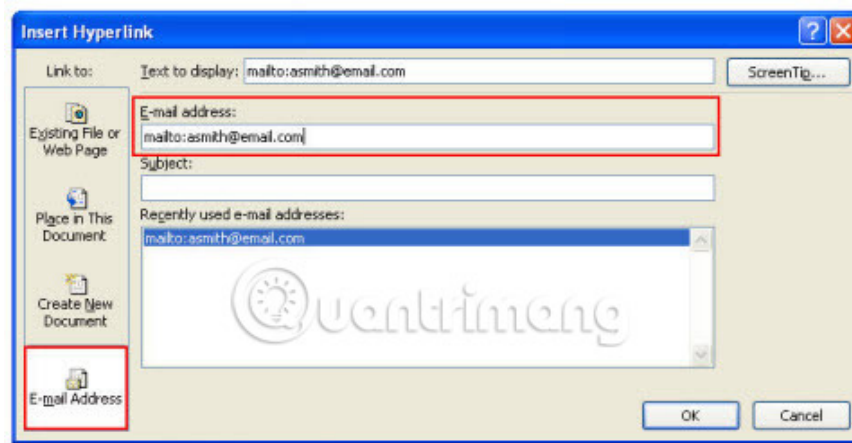 Insert Hyperlink
Link to:
Text to display: mailto:asmith@email.com
ScreenTip...
Existing File or
Web Page
Place in This
Document
Create New
Document
E-mail Address
E-mail address:
mailto:asmith@email.com
Subject:
Recently used e-mail addresses:
mailto:asmith@email.com
Quantrimang
OK
Cancel